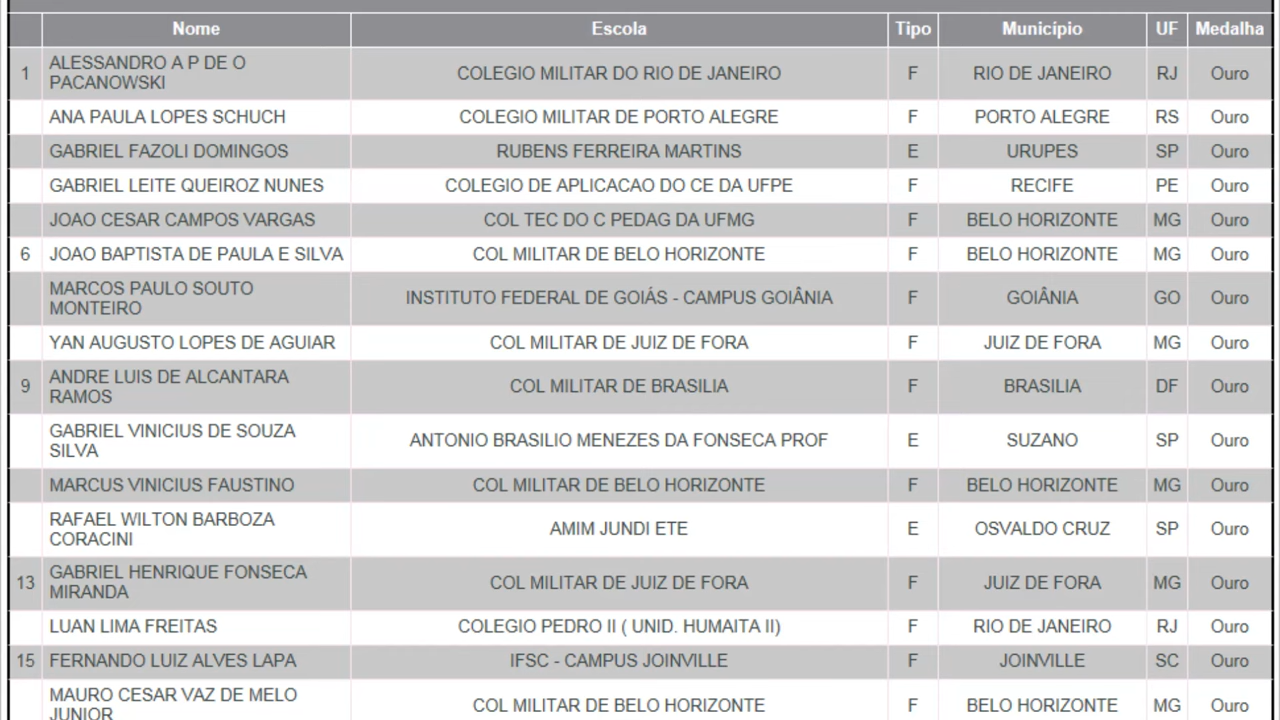 Nome Escola Tipo Município UF Medalha
1 ALESSANDRO A P DE O PACANOWSKI COLEGIO MILITAR DO RIO DE JANEIRO F RIO DE JANEIRO RJ Ouro
ANA PAULA LOPES SCHUCH COLEGIO MILITAR DE PORTO ALEGRE F PORTO ALEGRE RS Ouro
GABRIEL FAZOLI DOMINGOS RUBENS FERREIRA MARTINS E URUPES SP Ouro
GABRIEL LEITE QUEIROZ NUNES COLEGIO DE APLICACAO DO CE DA UFPE F RECIFE PE Ouro
JOAO CESAR CAMPOS VARGAS COL TEC DO C PEDAG DA UFMG F BELO HORIZONTE MG Ouro
6 JOAO BAPTISTA DE PAULA E SILVA COL MILITAR DE BELO HORIZONTE F BELO HORIZONTE MG Ouro
MARCOS PAULO SOUTO MONTEIRO INSTITUTO FEDERAL DE GOIÁS - CAMPUS GOIÂNIA F GOIÂNIA GO Ouro
YAN AUGUSTO LOPES DE AGUIAR COL MILITAR DE JUIZ DE FORA F JUIZ DE FORA MG Ouro
9 ANDRE LUIS DE ALCANTARA RAMOS COL MILITAR DE BRASILIA F BRASILIA DF Ouro
GABRIEL VINICIUS DE SOUZA SILVA ANTONIO BRASILIO MENEZES DA FONSECA PROF E SUZANO SP Ouro
MARCUS VINICIUS FAUSTINO COL MILITAR DE BELO HORIZONTE F BELO HORIZONTE MG Ouro
RAFAEL WILTON BARBOZA CORACINI AMIM JUNDI ETE E OSVALDO CRUZ SP Ouro
13 GABRIEL HENRIQUE FONSECA MIRANDA COL MILITAR DE JUIZ DE FORA F JUIZ DE FORA MG Ouro
LUAN LIMA FREITAS COLEGIO PEDRO II ( UNID. HUMAITA II) F RIO DE JANEIRO RJ Ouro
15 FERNANDO LUIZ ALVES LAPA IFSC - CAMPUS JOINVILLE F JOINVILLE SC Ouro
MAURO CESAR VAZ DE MELO JUNIOR COL MILITAR DE BELO HORIZONTE F BELO HORIZONTE MG Ouro